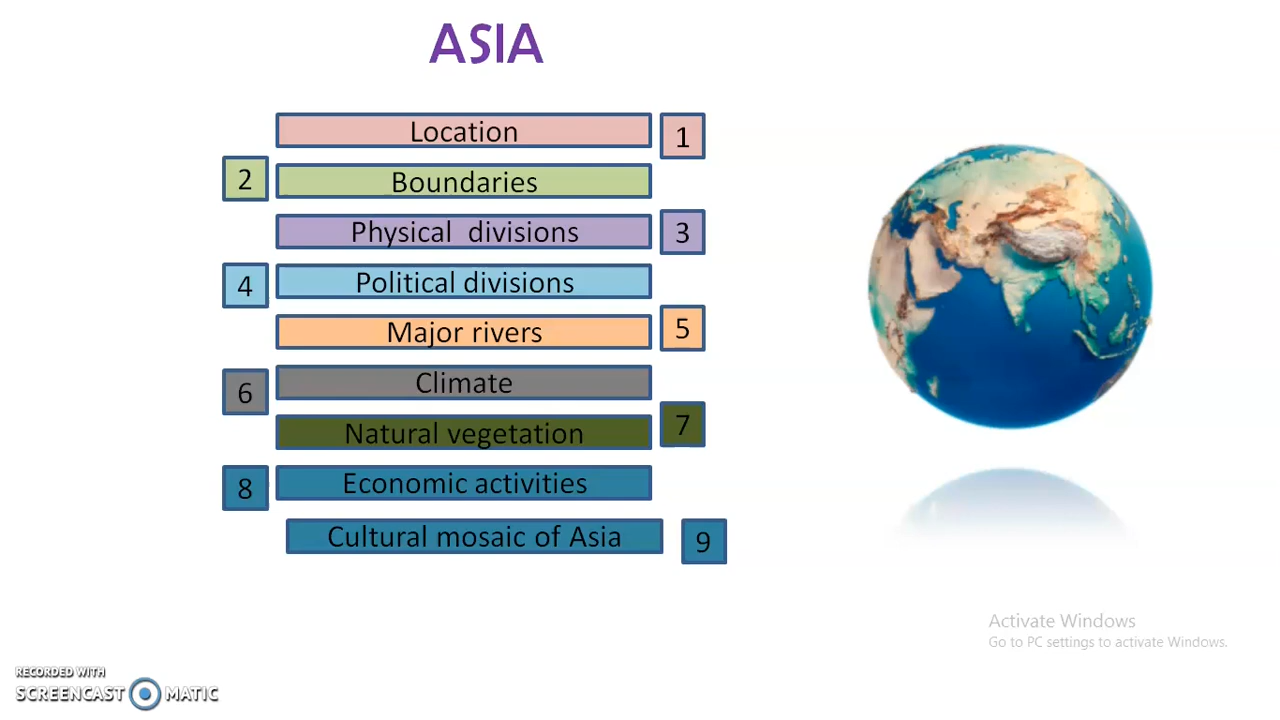 ASIA
Location
1
2
Boundaries
Physical divisions
3
4
Political divisions
Major rivers
5
6
Climate
Natural vegetation
7
8
Economic activities
Cultural mosaic of Asia
9
Activate Windows
Go to PC settings to activate Windows.
RECORDED WITH
SCREENCAST MATIC